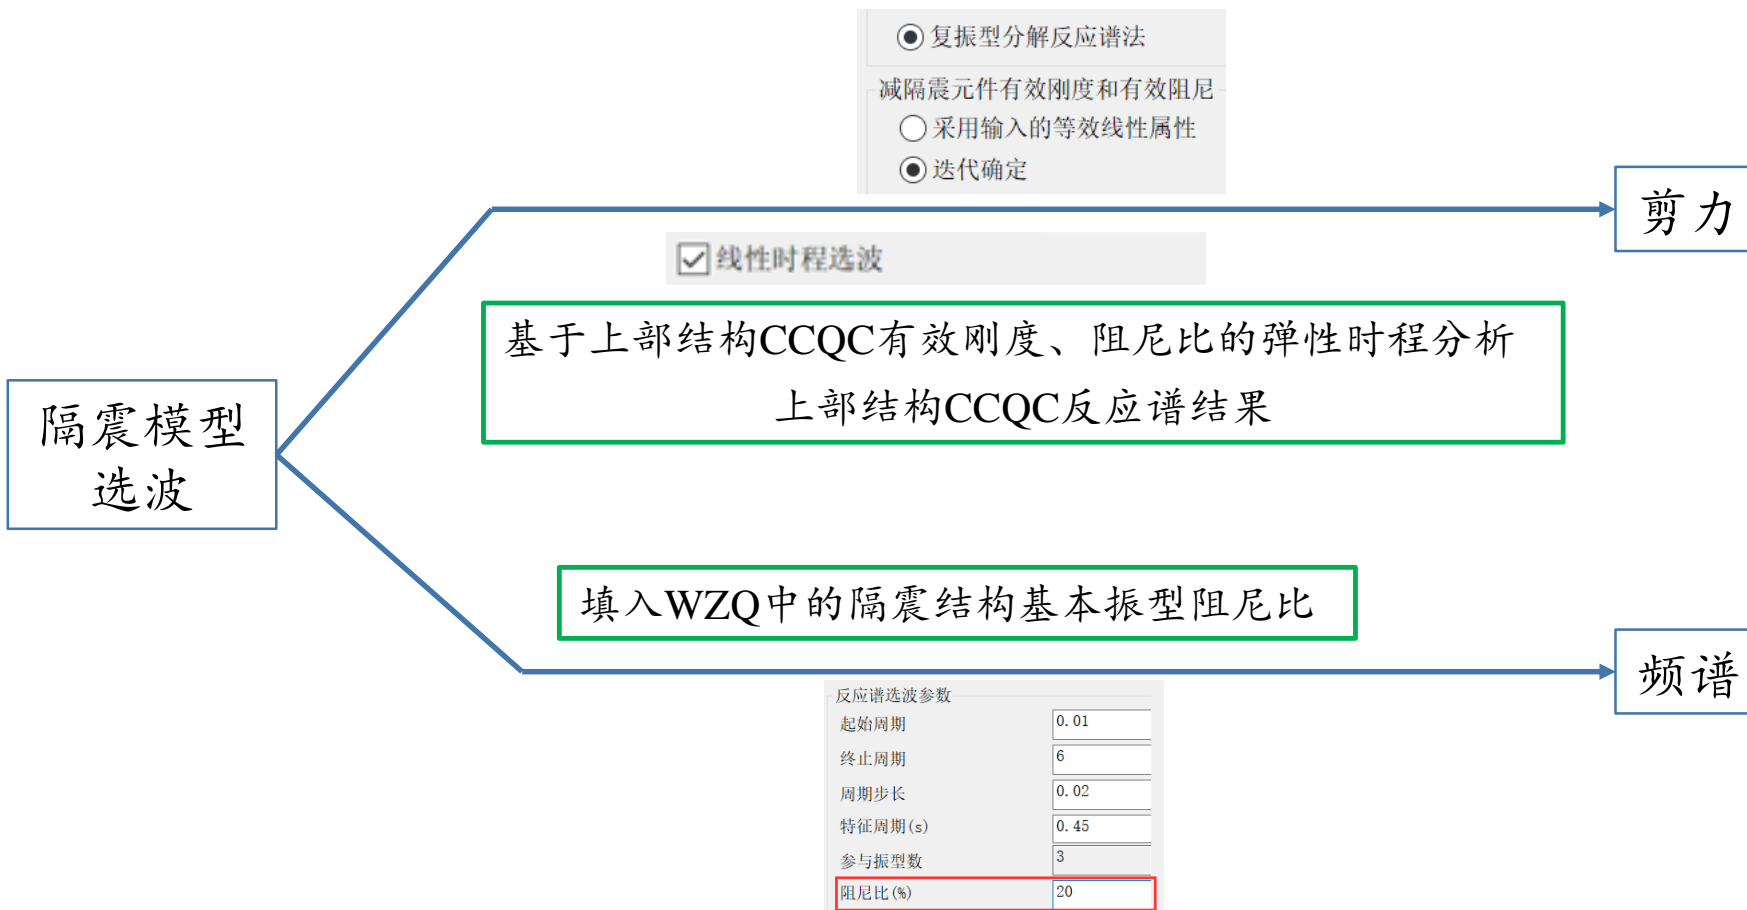 复振型分解反应谱法
减隔震元件有效刚度和有效阻尼
采用输入的等效线性属性
迭代确定
剪力
线性时程选波
基于上部结构CCQC有效刚度、阻尼比的弹性时程分析
上部结构CCQC反应谱结果
隔震模型
选波
填入WZQ中的隔震结构基本振型阻尼比
频谱
反应谱选波参数
起始周期 0.01
终止周期 6
周期步长 0.02
特征周期(s) 0.45
参与振型数 3
阻尼比(%) 20